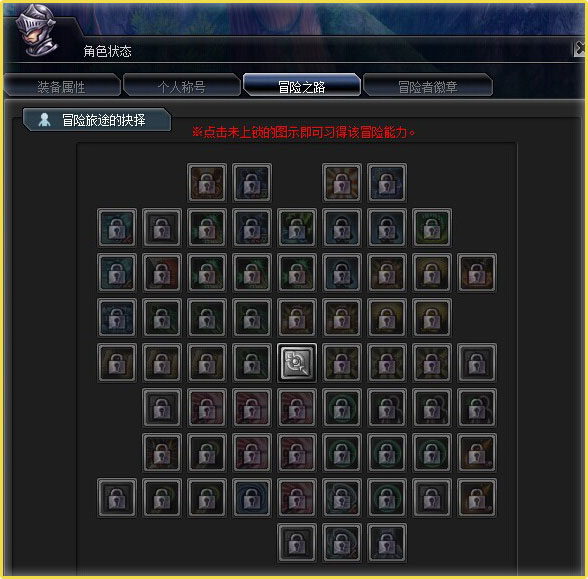 角色状态
装备属性
个人称号
冒险之路
冒险者徽章
冒险旅途的抉择
※点击未上锁的图示即可习得该冒险能力。